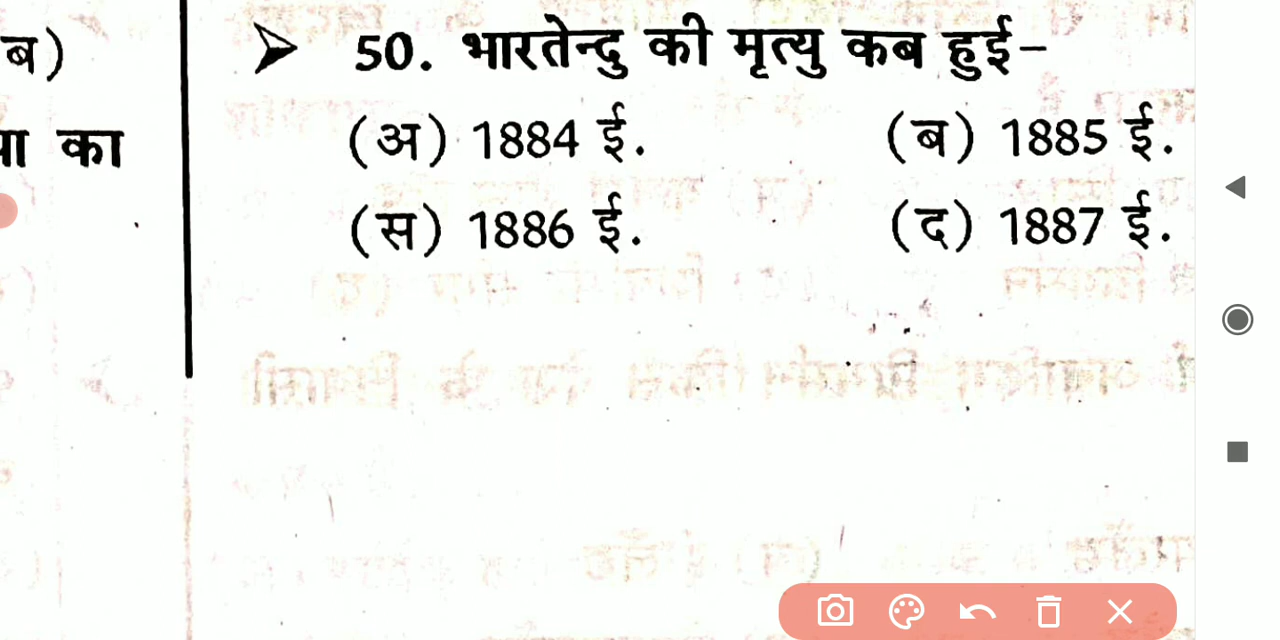 ब)
का
➢ 50. भारतेन्दु की मृत्यु कब हुई–
(अ) 1884 ई.
(ब) 1885 ई.
(स) 1886 ई.
(द) 1887 ई.